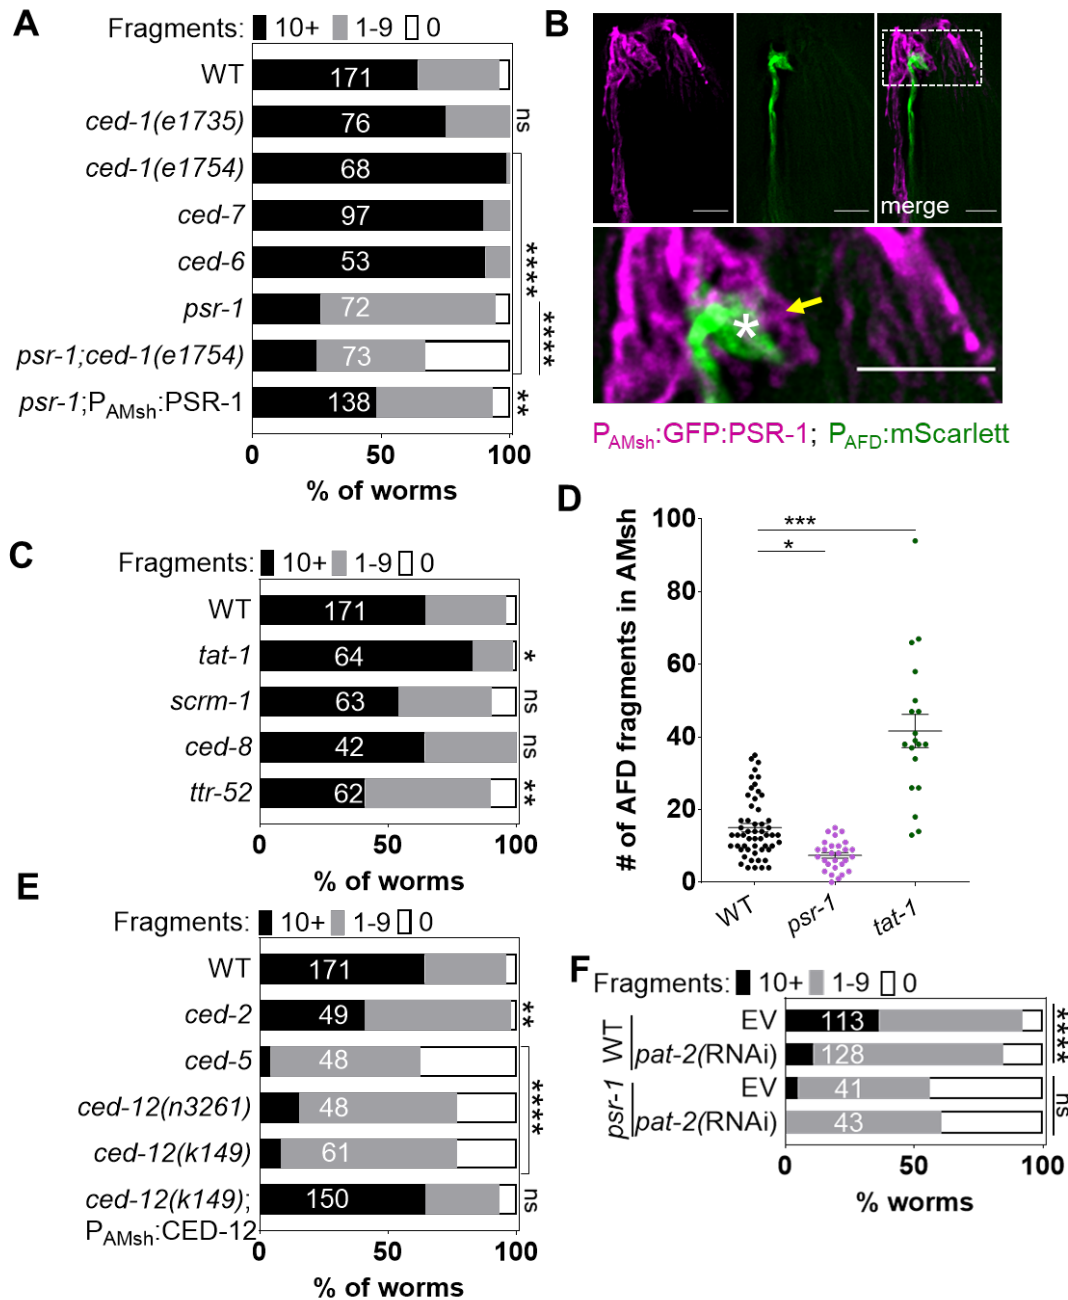 A
Fragments: 10+ 1-9 0
WT 171
ced-1(e1735) 76 ns
ced-1(e1754) 68
ced-7 97
ced-6 53 ****
psr-1 72
psr-1;ced-1(e1754) 73 ****
psr-1;PAMsh:PSR-1 138 **
0 50 100
% of worms
B
merge
*
PAMsh:GFP:PSR-1; PAFD:mScarlett
C
Fragments: 10+ 1-9 0
WT 171
tat-1 64 *
scrm-1 63 ns
ced-8 42 ns
ttr-52 62 **
0 50 100
% of worms
D
# of AFD fragments in AMsh
100
80
60
40
20
0
***
*
WT psr-1 tat-1
E
Fragments: 10+ 1-9 0
WT 171
ced-2 49 **
ced-5 48
ced-12(n3261) 48 ****
ced-12(k149) 61
ced-12(k149); 150 ns
PAMsh:CED-12
0 50 100
% of worms
F
Fragments: 10+ 1-9 0
WT
EV 113 ****
pat-2(RNAi) 128
psr-1
EV 41 ns
pat-2(RNAi) 43
0 50 100
% worms